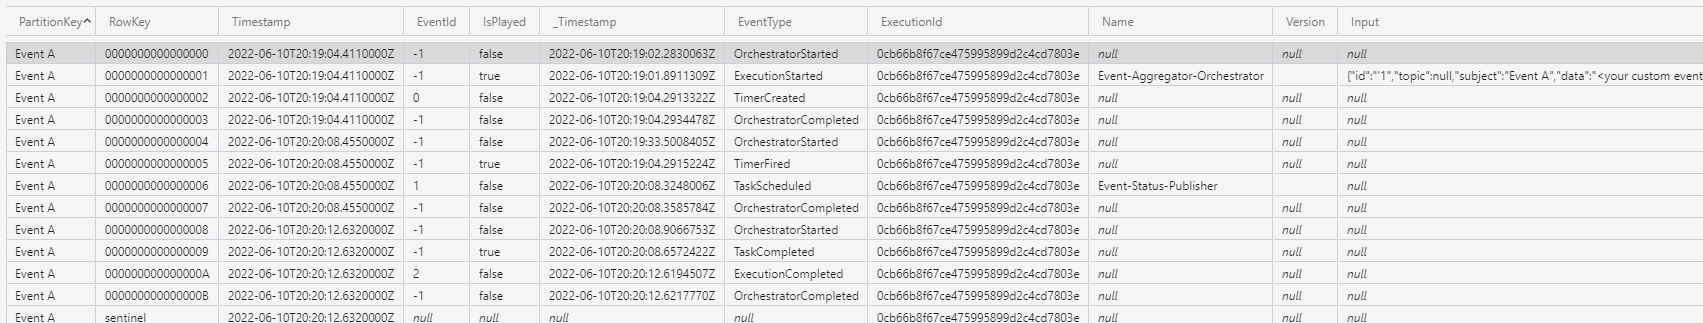 PartitionKey RowKey Timestamp EventId IsPlayed _Timestamp EventType ExecutionId Name Version Input
Event A 0000000000000000 2022-06-10T20:19:04.4110000Z -1 false 2022-06-10T20:19:02.2830063Z OrchestratorStarted 0cb66b8f67ce475995899d2c4cd7803e null null null
Event A 0000000000000001 2022-06-10T20:19:04.4110000Z -1 true 2022-06-10T20:19:01.8911309Z ExecutionStarted 0cb66b8f67ce475995899d2c4cd7803e Event-Aggregator-Orchestrator {"id":"'1","topic":null,"subject":"Event A","data":"<your custom event
Event A 0000000000000002 2022-06-10T20:19:04.4110000Z 0 false 2022-06-10T20:19:04.2913322Z TimerCreated 0cb66b8f67ce475995899d2c4cd7803e null null null
Event A 0000000000000003 2022-06-10T20:19:04.4110000Z -1 false 2022-06-10T20:19:04.2934478Z OrchestratorCompleted 0cb66b8f67ce475995899d2c4cd7803e null null null
Event A 0000000000000004 2022-06-10T20:20:08.4550000Z -1 false 2022-06-10T20:19:33.5008405Z OrchestratorStarted 0cb66b8f67ce475995899d2c4cd7803e null null null
Event A 0000000000000005 2022-06-10T20:20:08.4550000Z -1 true 2022-06-10T20:19:04.2915224Z TimerFired 0cb66b8f67ce475995899d2c4cd7803e null null null
Event A 0000000000000006 2022-06-10T20:20:08.4550000Z 1 false 2022-06-10T20:20:08.3248006Z TaskScheduled 0cb66b8f67ce475995899d2c4cd7803e Event-Status-Publisher null
Event A 0000000000000007 2022-06-10T20:20:08.4550000Z -1 false 2022-06-10T20:20:08.3585784Z OrchestratorCompleted 0cb66b8f67ce475995899d2c4cd7803e null null null
Event A 0000000000000008 2022-06-10T20:20:12.6320000Z -1 false 2022-06-10T20:20:08.9066753Z OrchestratorStarted 0cb66b8f67ce475995899d2c4cd7803e null null null
Event A 0000000000000009 2022-06-10T20:20:12.6320000Z -1 true 2022-06-10T20:20:08.6572422Z TaskCompleted 0cb66b8f67ce475995899d2c4cd7803e null null null
Event A 000000000000000A 2022-06-10T20:20:12.6320000Z 2 false 2022-06-10T20:20:12.6194507Z ExecutionCompleted 0cb66b8f67ce475995899d2c4cd7803e null null null
Event A 000000000000000B 2022-06-10T20:20:12.6320000Z -1 false 2022-06-10T20:20:12.6217770Z OrchestratorCompleted 0cb66b8f67ce475995899d2c4cd7803e null null null
Event A sentinel 2022-06-10T20:20:12.6320000Z null null null null 0cb66b8f67ce475995899d2c4cd7803e null null null